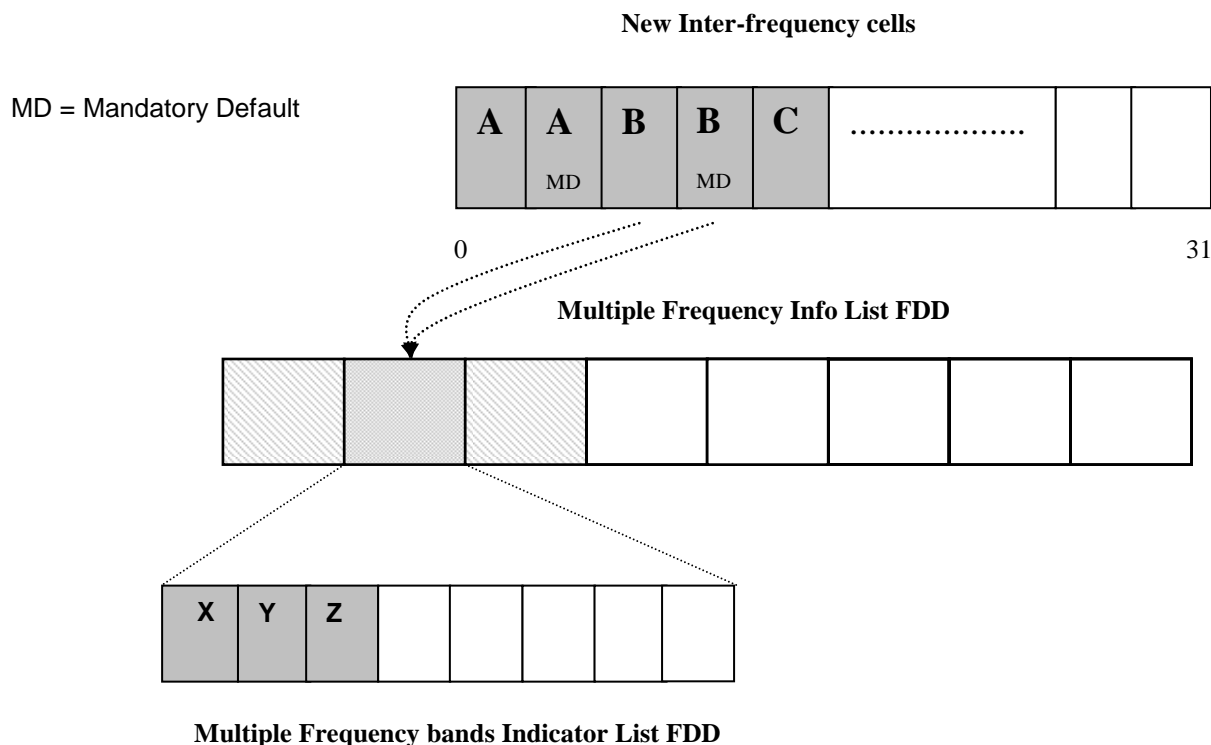 New Inter-frequency cells
MD = Mandatory Default
A A B B C ...................
MD MD
0 31
Multiple Frequency Info List FDD
X Y Z
Multiple Frequency bands Indicator List FDD